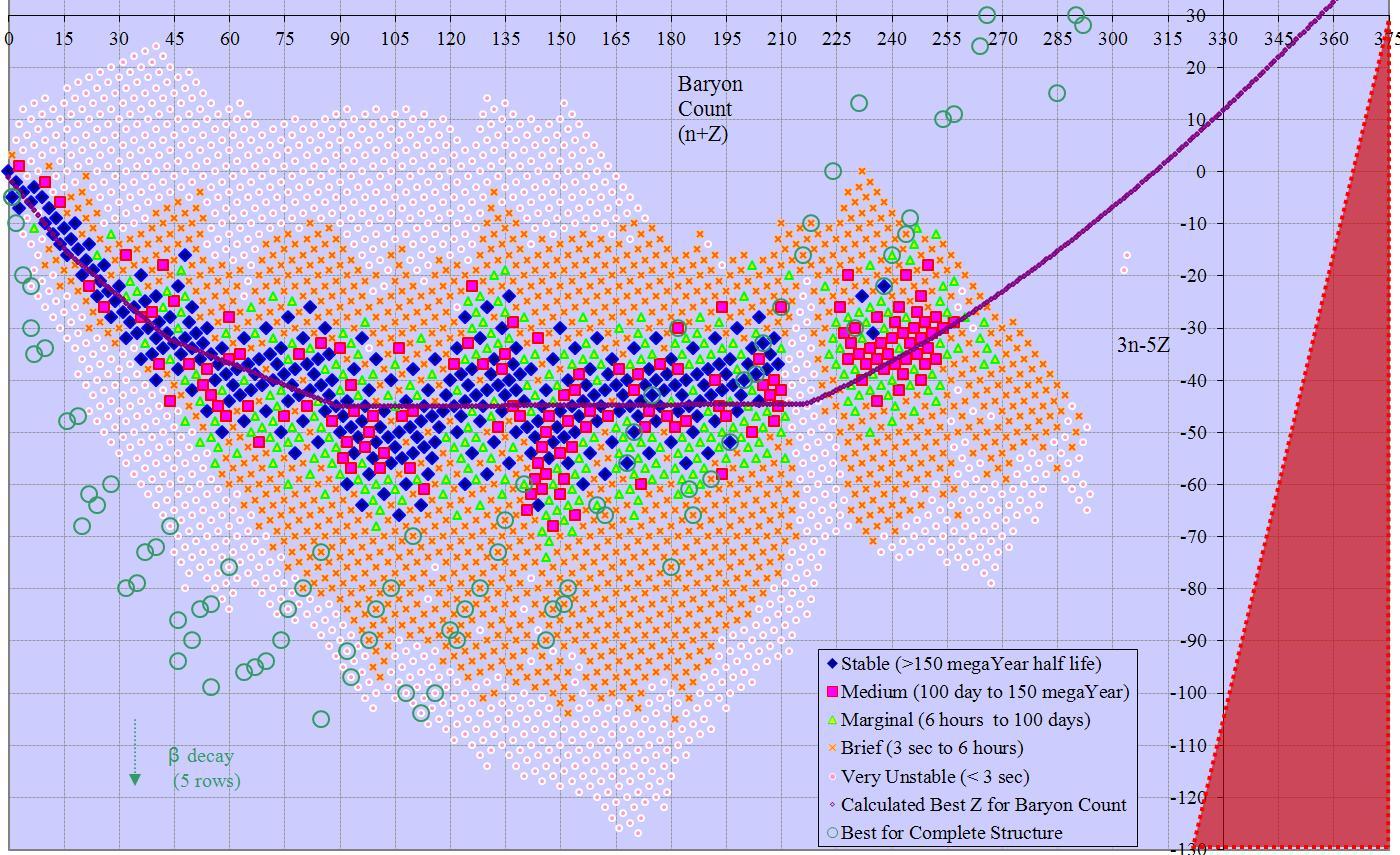 30
0 15 30 45 60 75 90 105 120 135 150 165 180 195 210 225 240 255 270 285 300 315 330 345 360 375
20
Baryon
Count
(n+Z)
10
0
-10
-20
-30
3n-5Z
-40
-50
-60
-70
-80
-90
-100
-110
-120
-130
Stable (>150 megaYear half life)
Medium (100 day to 150 megaYear)
Marginal (6 hours to 100 days)
Brief (3 sec to 6 hours)
Very Unstable (< 3 sec)
Calculated Best Z for Baryon Count
Best for Complete Structure
β decay
(5 rows)